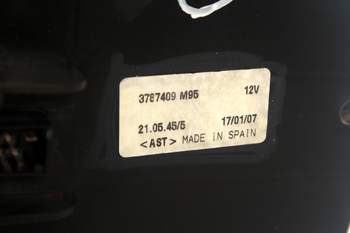 3787409 M95 12V
21.05.45/5 17/01/07
<AST> MADE IN SPAIN